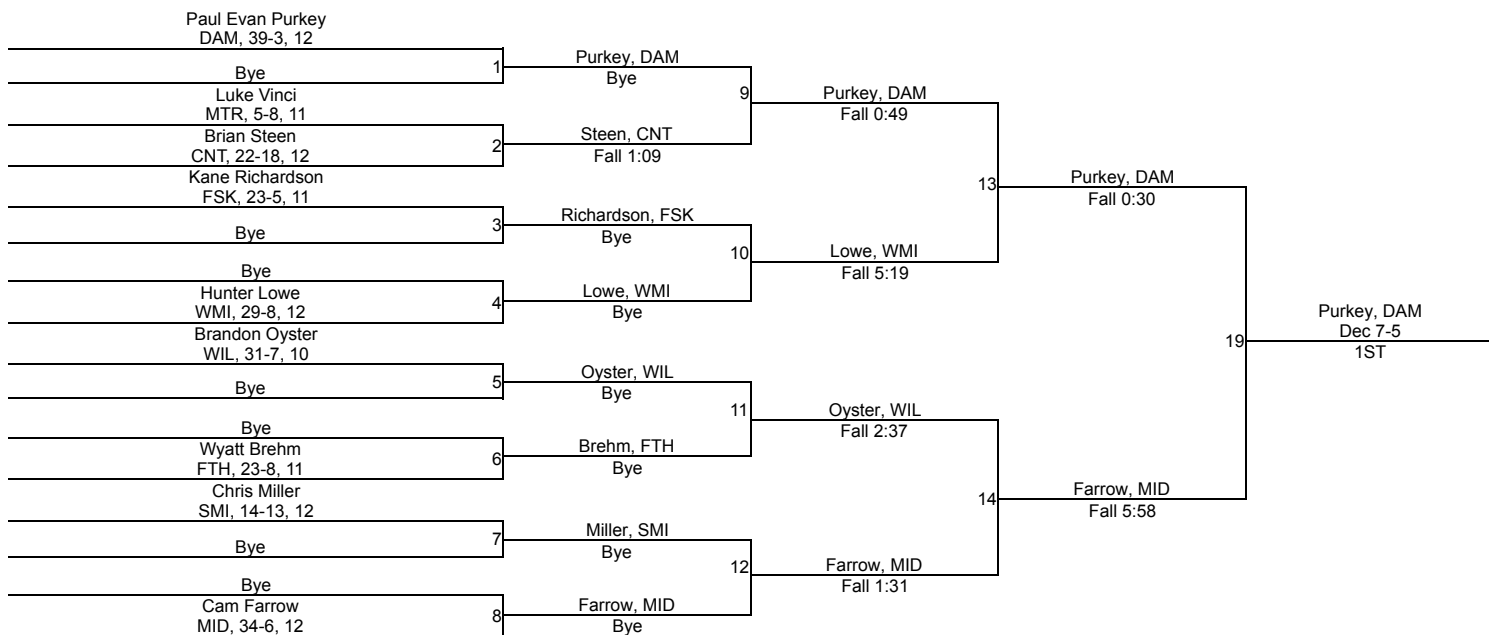 Paul Evan Purkey
DAM, 39-3, 12
Bye
1
Luke Vinci
MTR, 5-8, 11
Brian Steen
CNT, 22-18, 12
2
Kane Richardson
FSK, 23-5, 11
Bye
3
Bye
Hunter Lowe
WMI, 29-8, 12
4
Brandon Oyster
WIL, 31-7, 10
Bye
5
Bye
Wyatt Brehm
FTH, 23-8, 11
6
Chris Miller
SMI, 14-13, 12
Bye
7
Bye
Cam Farrow
MID, 34-6, 12
8
Purkey, DAM
Bye
9
Steen, CNT
Fall 1:09
Richardson, FSK
Bye
10
Lowe, WMI
Bye
Oyster, WIL
Bye
11
Brehm, FTH
Bye
Miller, SMI
Bye
12
Farrow, MID
Bye
Purkey, DAM
Fall 0:49
13
Lowe, WMI
Fall 5:19
Oyster, WIL
Fall 2:37
14
Farrow, MID
Fall 1:31
Purkey, DAM
Fall 0:30
19
Farrow, MID
Fall 5:58
Purkey, DAM
Dec 7-5
1ST